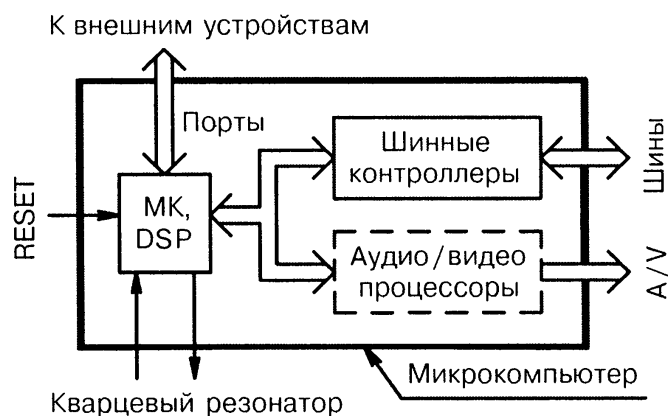 К внешним устройствам
Порты
Шинные
контроллеры
Шины
RESET
МК,
DSP
Аудио/видео
процессоры
A/V
Микрокомпьютер
Кварцевый резонатор